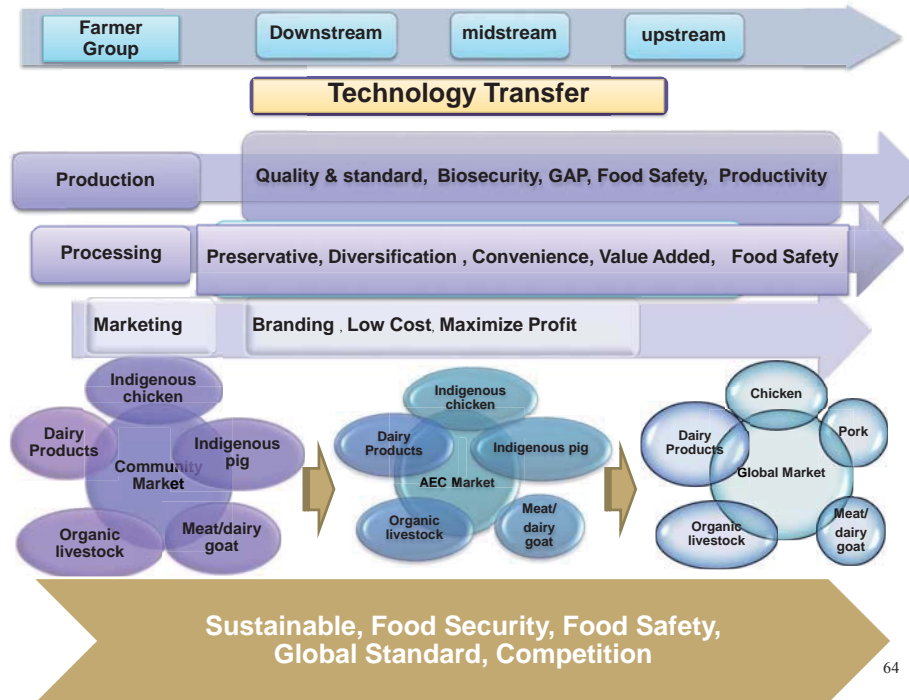 Farmer
Group
Downstream
midstream
upstream
Technology Transfer
Production
Quality & standard, Biosecurity, GAP, Food Safety, Productivity
Processing
Preservative, Diversification , Convenience, Value Added, Food Safety
Marketing
Branding , Low Cost, Maximize Profit
Indigenous
chicken
Dairy
Products
Community
Market
Indigenous
pig
Organic
livestock
Meat/dairy
goat
Indigenous
chicken
Dairy
Products
Indigenous pig
AEC Market
Organic
livestock
Meat/
dairy
goat
Chicken
Dairy
Products
Pork
Global Market
Organic
livestock
Meat/
dairy
goat
Sustainable, Food Security, Food Safety,
Global Standard, Competition
64